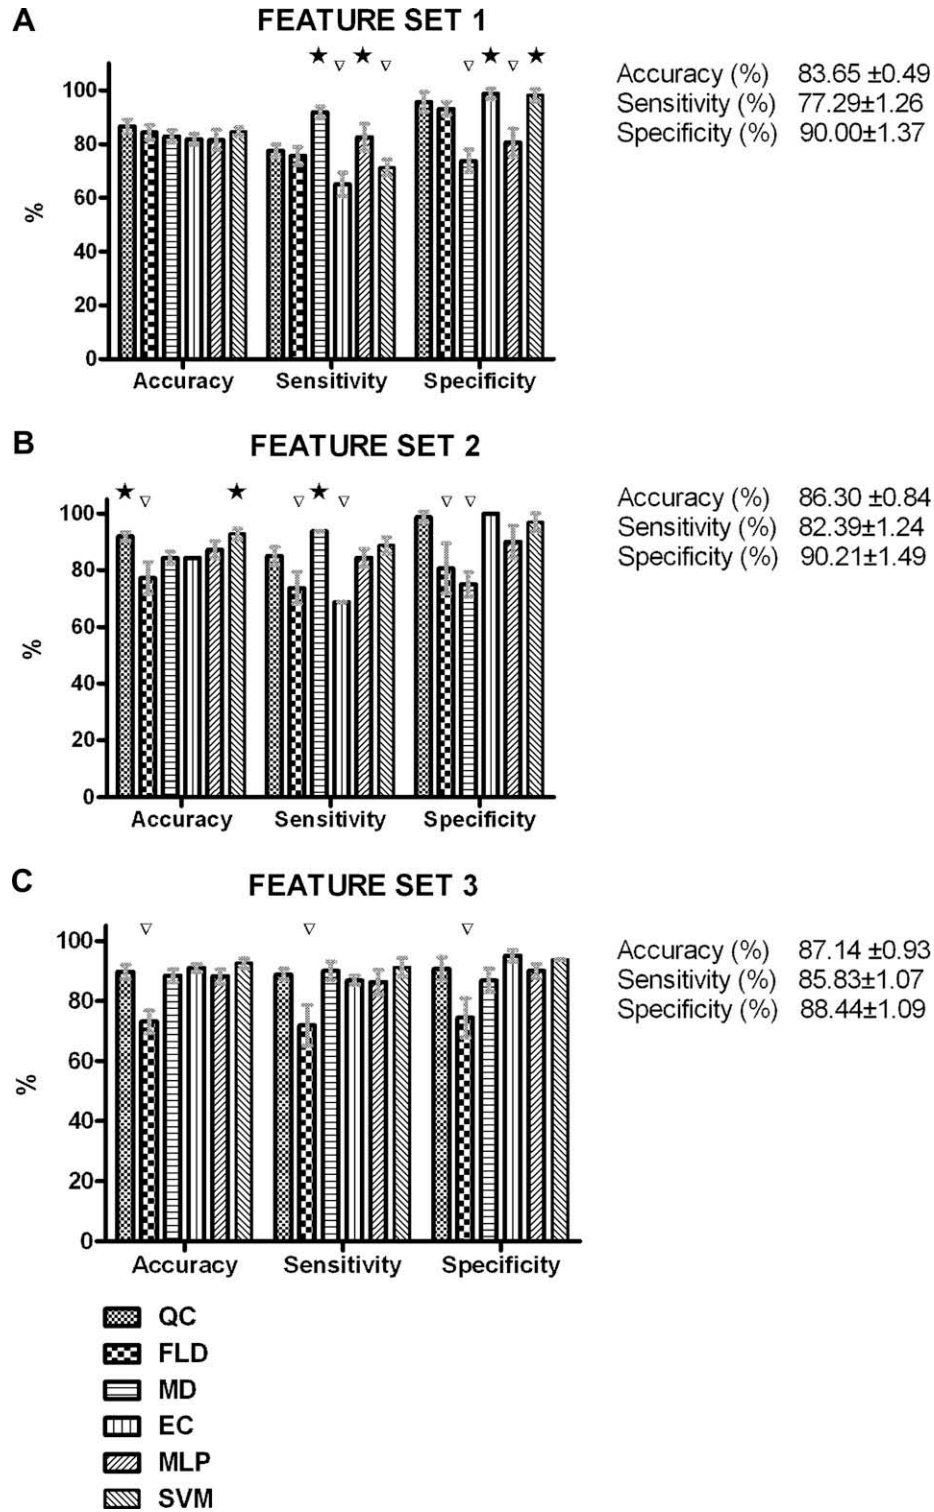 A
FEATURE SET 1
★ ▽ ★ ▽ ▽ ★ ▽ ★
100
80
60
40
20
0
%
Accuracy Sensitivity Specificity
Accuracy (%) 83.65 ±0.49
Sensitivity (%) 77.29±1.26
Specificity (%) 90.00±1.37
B
FEATURE SET 2
★ ▽ ★ ▽ ★ ▽ ▽ ▽
100
80
60
40
20
0
%
Accuracy Sensitivity Specificity
Accuracy (%) 86.30 ±0.84
Sensitivity (%) 82.39±1.24
Specificity (%) 90.21±1.49
C
FEATURE SET 3
▽ ▽ ▽
100
80
60
40
20
0
%
Accuracy Sensitivity Specificity
Accuracy (%) 87.14 ±0.93
Sensitivity (%) 85.83±1.07
Specificity (%) 88.44±1.09
QC
FLD
MD
EC
MLP
SVM